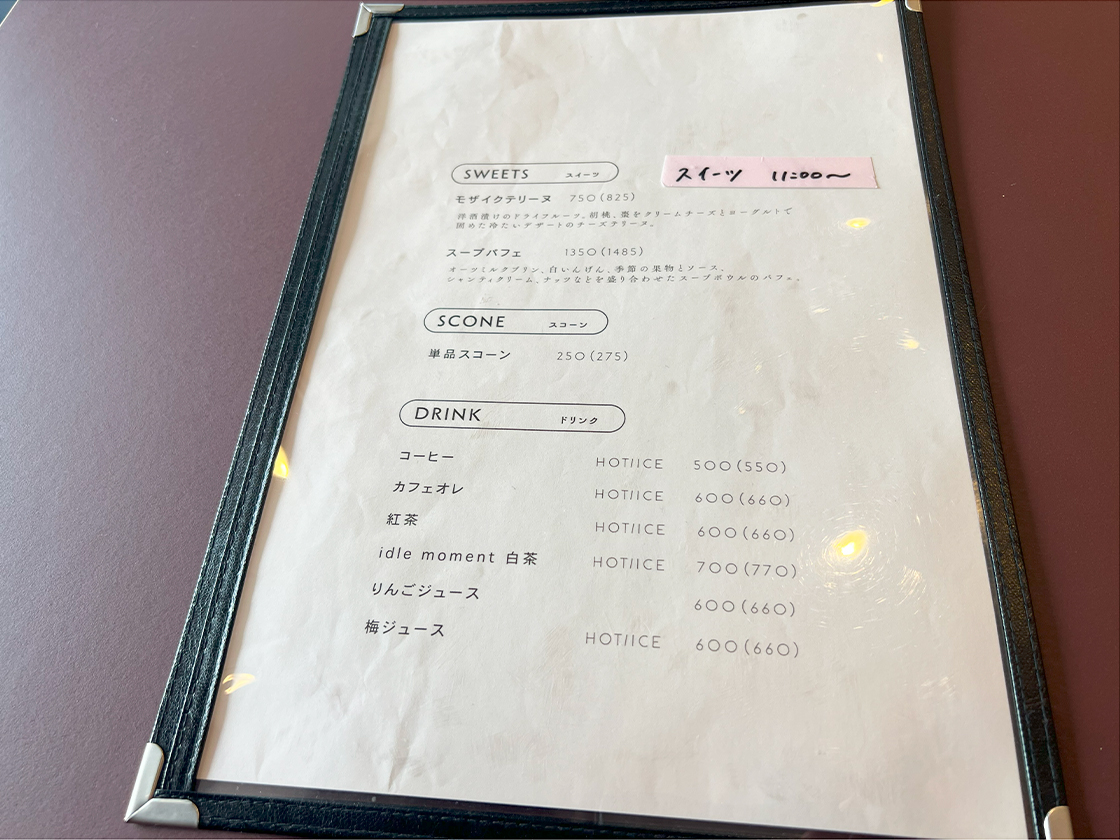 SWEETS スイーツ
スイーツ 11:00〜
モザイクテリーヌ 750(825)
洋酒漬けのドライフルーツ、胡桃、棗をクリームチーズとヨーグルトで
固めた冷たいデザートのチーズテリーヌ。
スープパフェ 1350(1485)
オーツミルクプリン、白いんげん、季節の果物とソース、
シャンティクリーム、ナッツなどを盛り合わせたスープボウルのパフェ。
SCONE スコーン
単品スコーン 250(275)
DRINK ドリンク
コーヒー HOT/ICE 500(550)
カフェオレ HOT/ICE 600(660)
紅茶 HOT/ICE 600(660)
idle moment 白茶 HOT/ICE 700(770)
りんごジュース 600(660)
梅ジュース HOT/ICE 600(660)